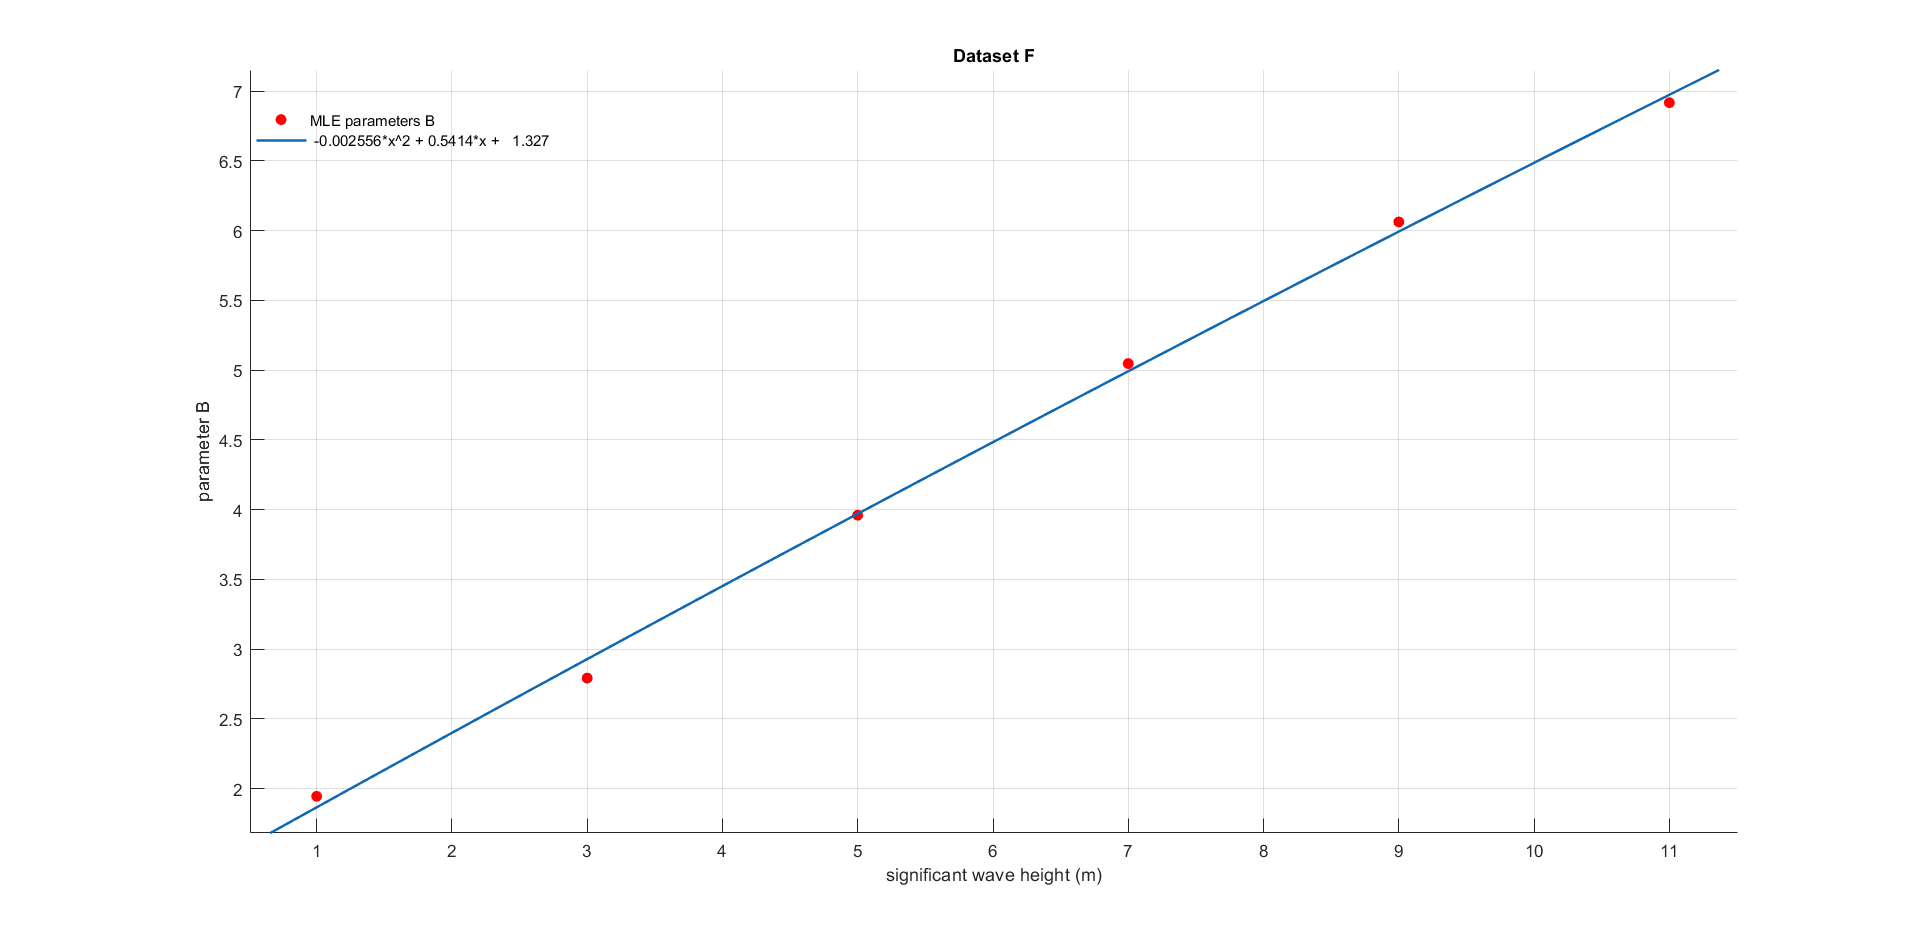 Dataset F
MLE parameters B
-0.002556*x^2 + 0.5414*x + 1.327
parameter B
7
6.5
6
5.5
5
4.5
4
3.5
3
2.5
2
1 2 3 4 5 6 7 8 9 10 11
significant wave height (m)